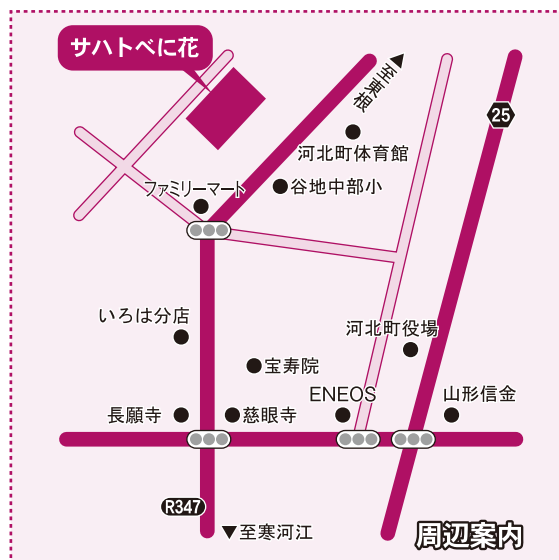 サハトべに花
至東根
25
河北町体育館
谷地中部小
ファミリーマート
いろは分店
河北町役場
宝寿院
ENEOS
山形信金
長願寺
慈眼寺
R347
▼至寒河江
周辺案内